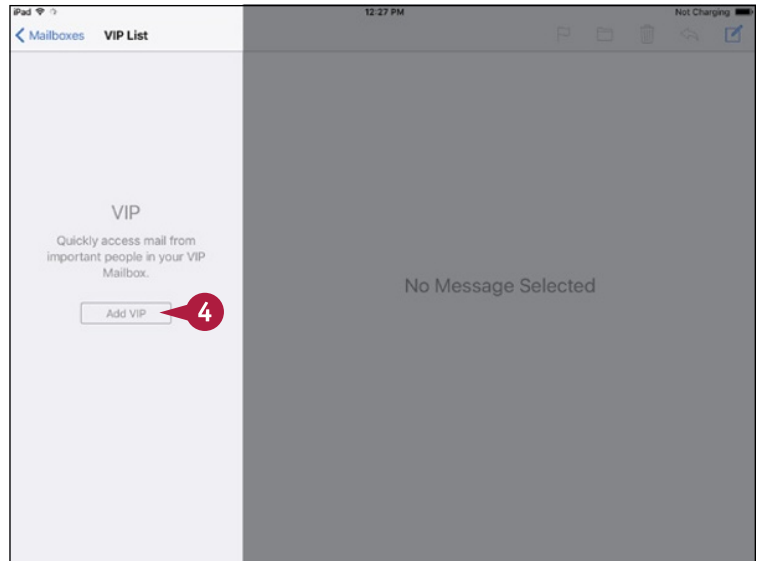 iPad 12:27 PM Not Charging
Mailboxes VIP List
VIP
Quickly access mail from
important people in your VIP
Mailbox.
No Message Selected
Add VIP 4